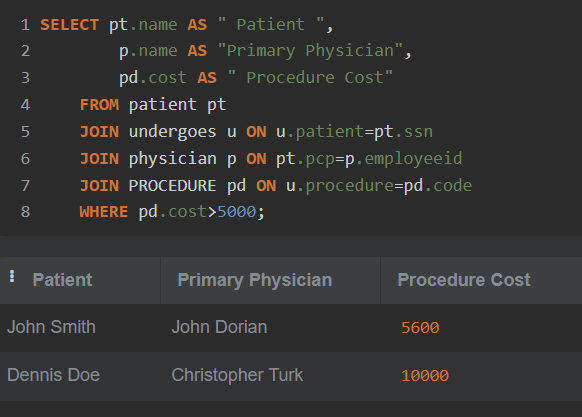 1 SELECT pt.name AS " Patient ",
2 p.name AS "Primary Physician",
3 pd.cost AS " Procedure Cost"
4 FROM patient pt
5 JOIN undergoes u ON u.patient=pt.ssn
6 JOIN physician p ON pt.pcp=p.employeeid
7 JOIN PROCEDURE pd ON u.procedure=pd.code
8 WHERE pd.cost>5000;
Patient Primary Physician Procedure Cost
John Smith John Dorian 5600
Dennis Doe Christopher Turk 10000